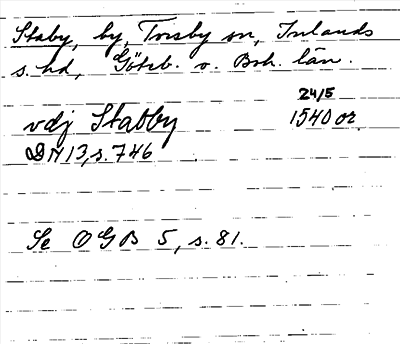 Staby, by, Torsby sn, Inlands
s. hd, Göteb. o. Boh. län.
24/5
vdj Stabby 1540 or.
DN 13, s. 746
Se OGB 5, s. 81.